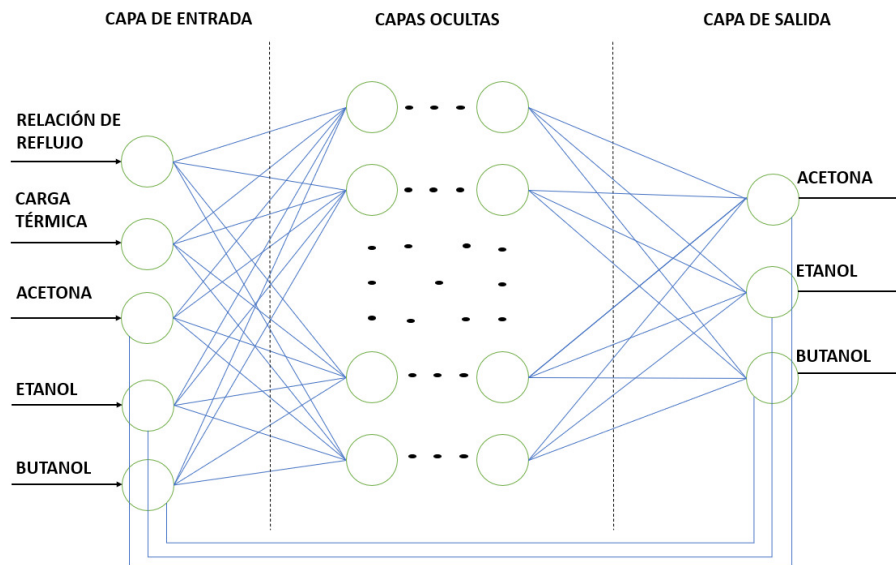 CAPA DE ENTRADA
CAPAS OCULTAS
CAPA DE SALIDA
RELACIÓN DE
REFLUJO
CARGA
TÉRMICA
ACETONA
ETANOL
BUTANOL
ACETONA
ETANOL
BUTANOL